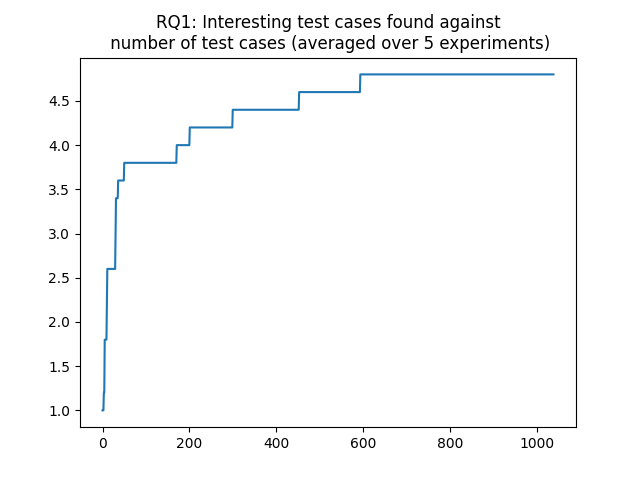 RQ1: Interesting test cases found against
number of test cases (averaged over 5 experiments)
4.5
4.0
3.5
3.0
2.5
2.0
1.5
1.0
0 200 400 600 800 1000